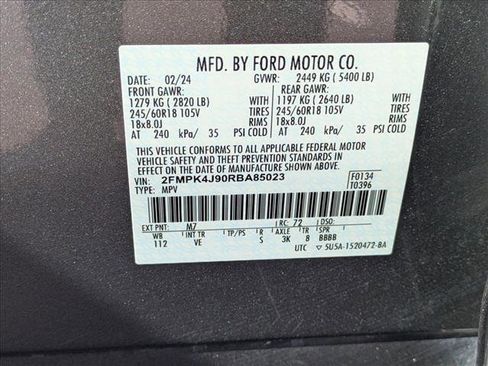 MFD. BY FORD MOTOR CO.
DATE: 02/24 GVWR: 2449 KG ( 5400 LB)
FRONT GAWR: REAR GAWR:
1279 KG ( 2820 LB) WITH 1197 KG ( 2640 LB) WITH
245/60R18 105V TIRES 245/60R18 105V TIRES
18x8.0J RIMS 18x8.0J RIMS
AT 240 kPa/ 35 PSI COLD AT 240 kPa/ 35 PSI COLD
THIS VEHICLE CONFORMS TO ALL APPLICABLE FEDERAL MOTOR
VEHICLE SAFETY AND THEFT PREVENTION STANDARDS IN
EFFECT ON THE DATE OF MANUFACTURE SHOWN ABOVE.
VIN: 2FMPK4J90RBA85023 F0134
TYPE: MPV T0396
EXT PNT: M7 RC: 72 DSO:
WB INT TR TP/PS R AXLE TR SPR
112 VE S 3K 8 BBBB
UTC ▽ 5U5A-1520472-BA